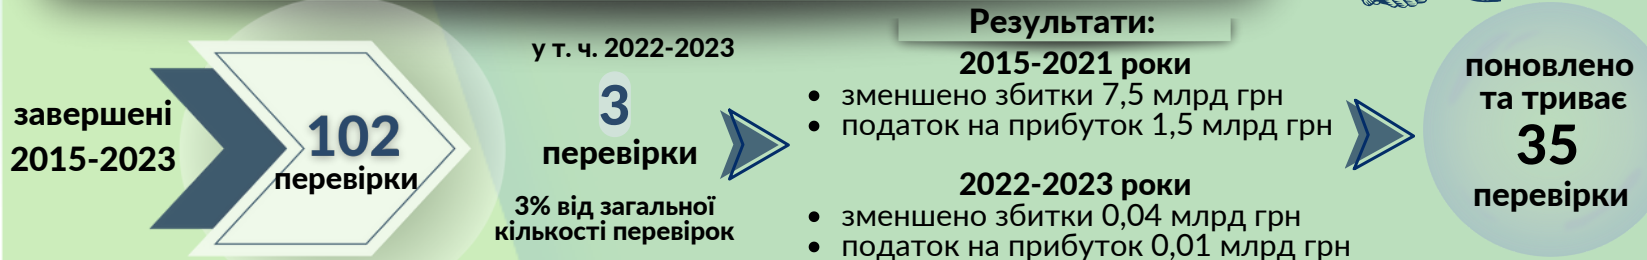 завершені
2015-2023
102
перевірки
у т. ч. 2022-2023
3
перевірки
3% від загальної
кількості перевірок
Результати:
2015-2021 роки
• зменшено збитки 7,5 млрд грн
• податок на прибуток 1,5 млрд грн
2022-2023 роки
• зменшено збитки 0,04 млрд грн
• податок на прибуток 0,01 млрд грн
поновлено
та триває
35
перевірки